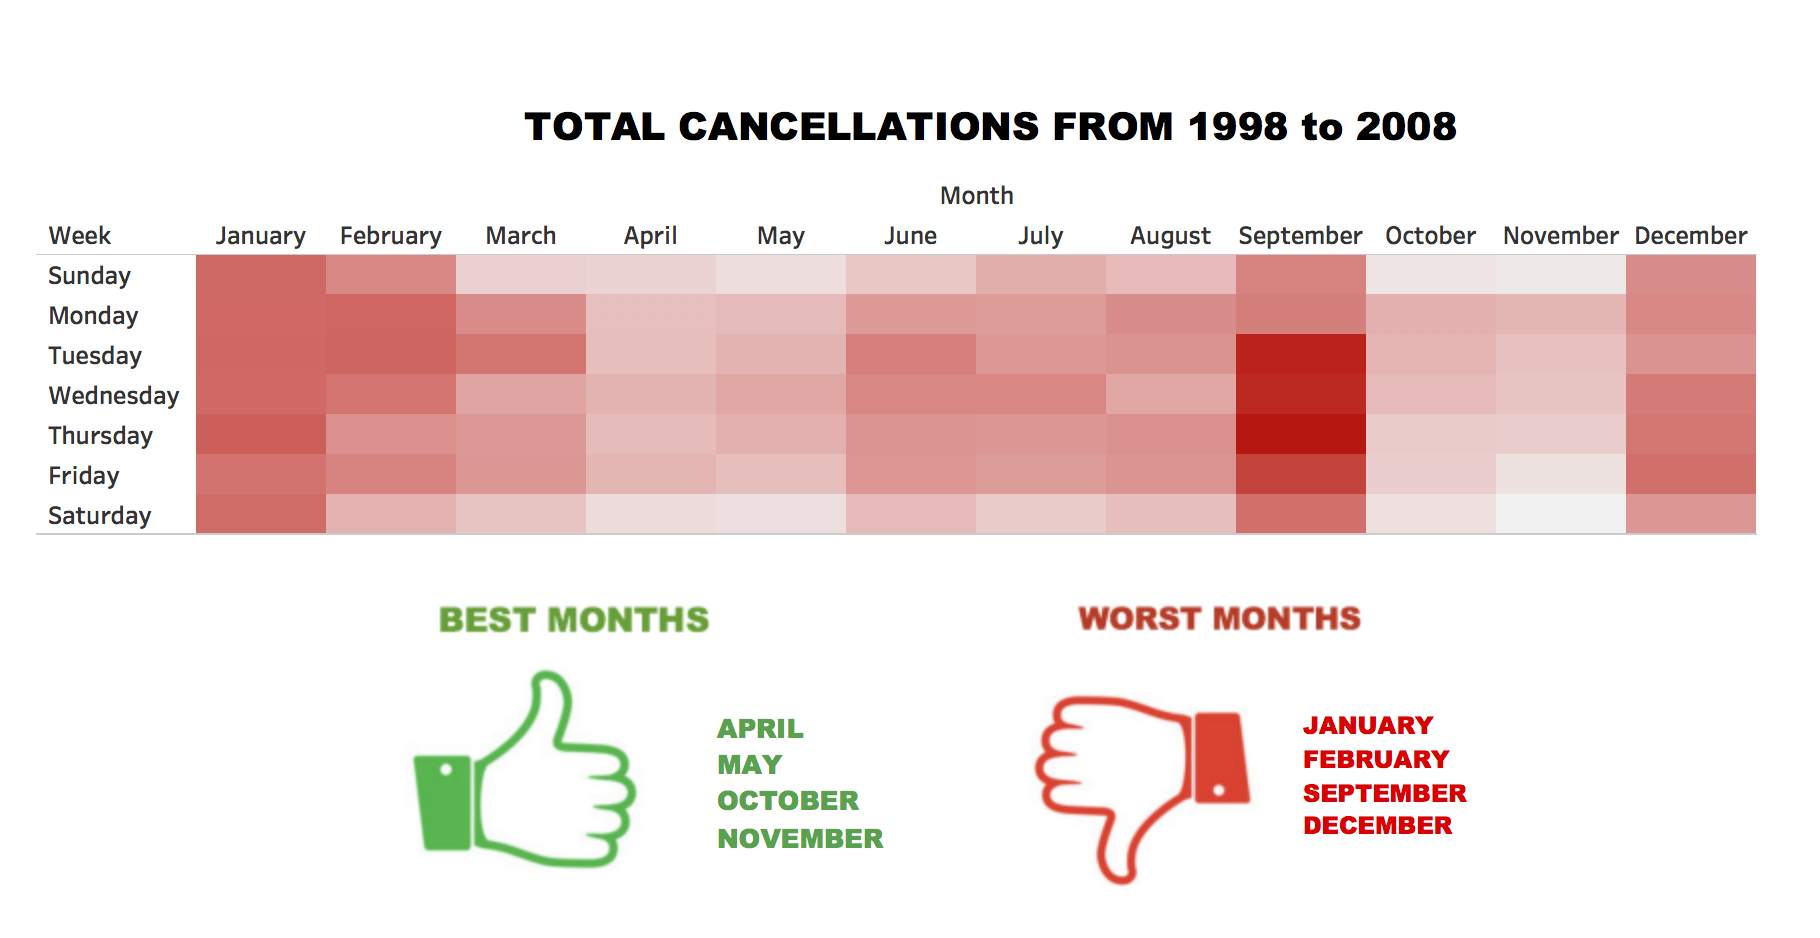 TOTAL CANCELLATIONS FROM 1998 to 2008
Month
Week January February March April May June July August September October November December
Sunday
Monday
Tuesday
Wednesday
Thursday
Friday
Saturday
BEST MONTHS
APRIL
MAY
OCTOBER
NOVEMBER
WORST MONTHS
JANUARY
FEBRUARY
SEPTEMBER
DECEMBER